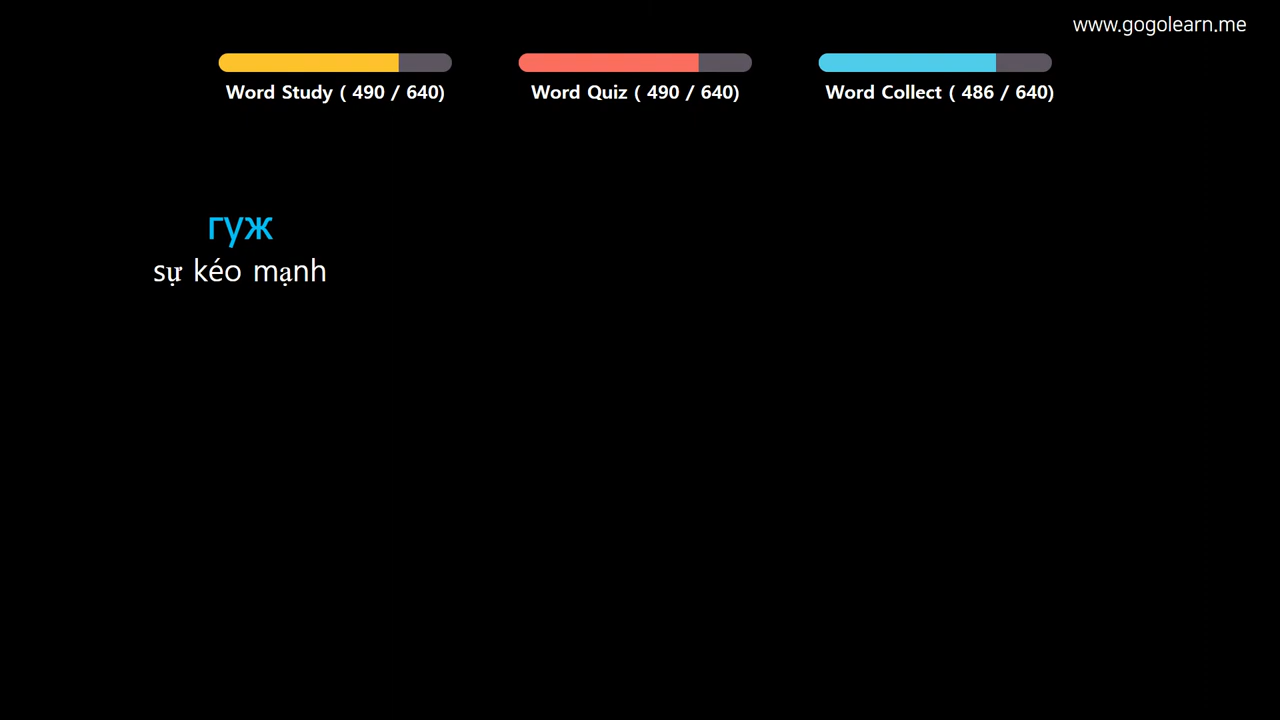 www.gogolearn.me
Word Study ( 490 / 640)
Word Quiz ( 490 / 640)
Word Collect ( 486 / 640)
гуж
sự kéo mạnh